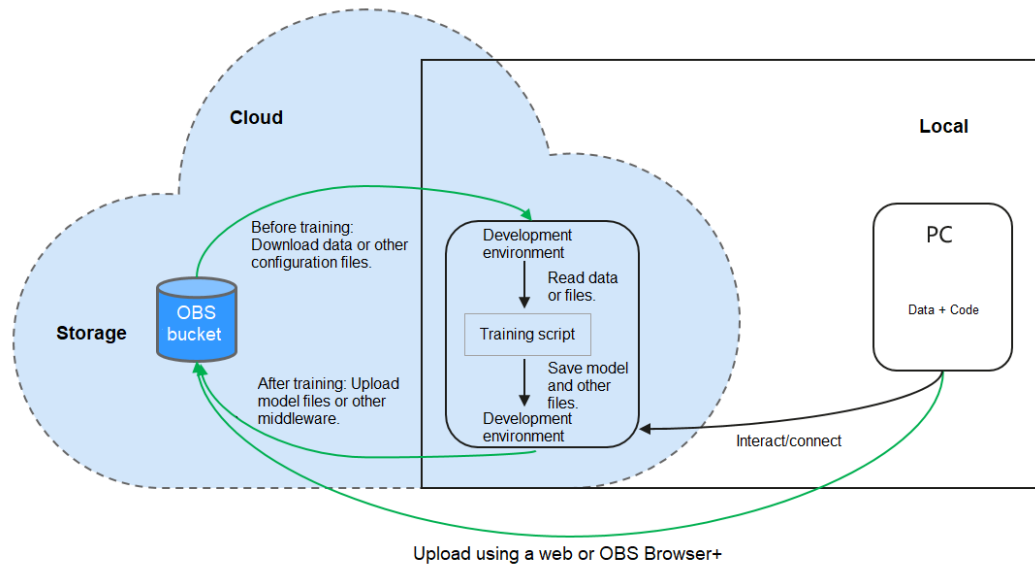 Cloud
Local
Before training:
Download data or other
configuration files.
Development
environment
PC
Read data
or files.
OBS
bucket
Data + Code
Storage
Training script
After training: Upload
model files or other
middleware.
Save model
and other
files.
Development
environment
Interact/connect
Upload using a web or OBS Browser+